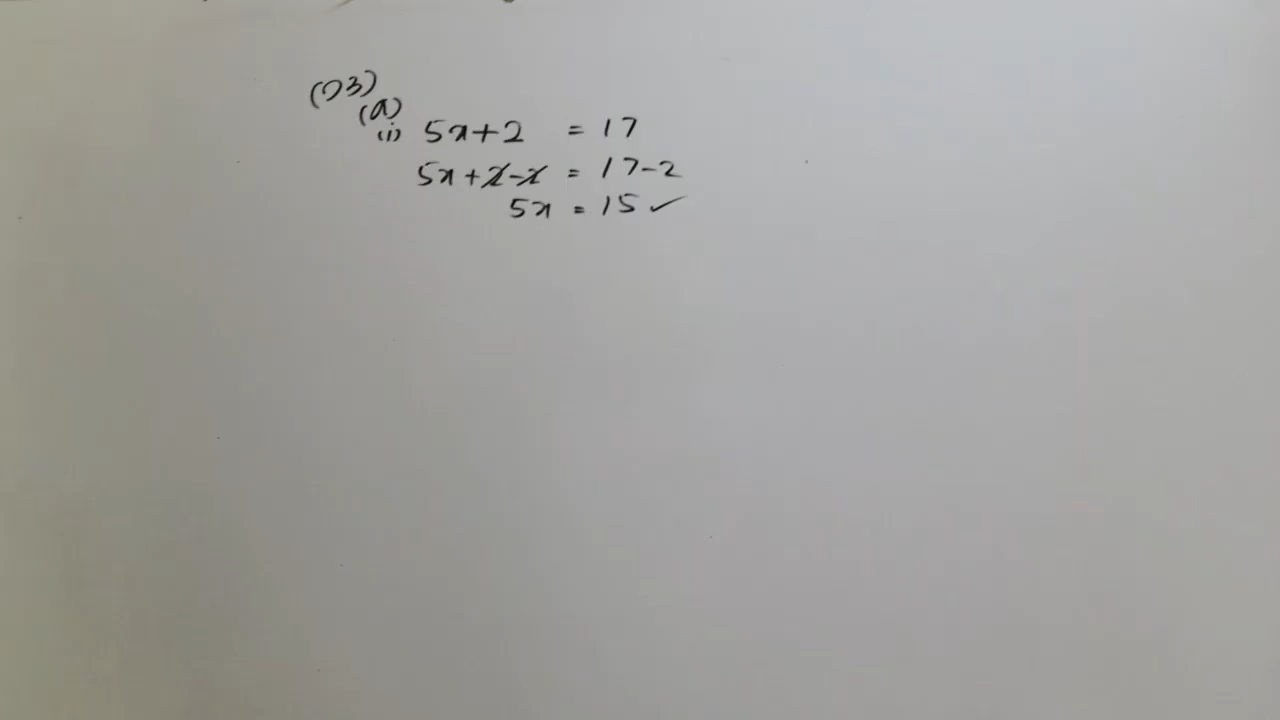 (03)
(a)
(i) 5x+2 = 17
5x+2-2 = 17-2
5x = 15 ✓